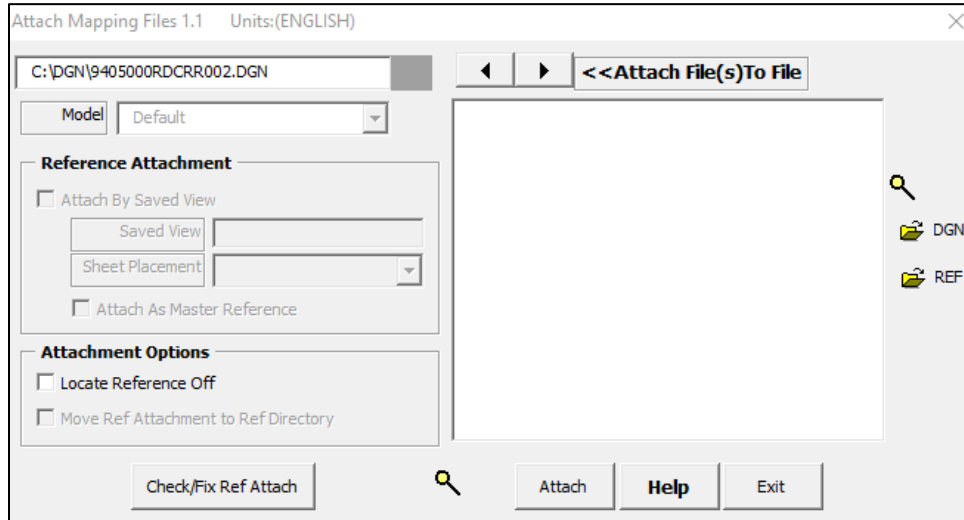 Attach Mapping Files 1.1 Units:(ENGLISH)
C:\DGN\9405000RDCRR002.DGN
<<Attach File(s)To File
Model
Default
Reference Attachment
Attach By Saved View
Saved View
Sheet Placement
Attach As Master Reference
DGN
REF
Attachment Options
Locate Reference Off
Move Ref Attachment to Ref Directory
Check/Fix Ref Attach
Attach
Help
Exit